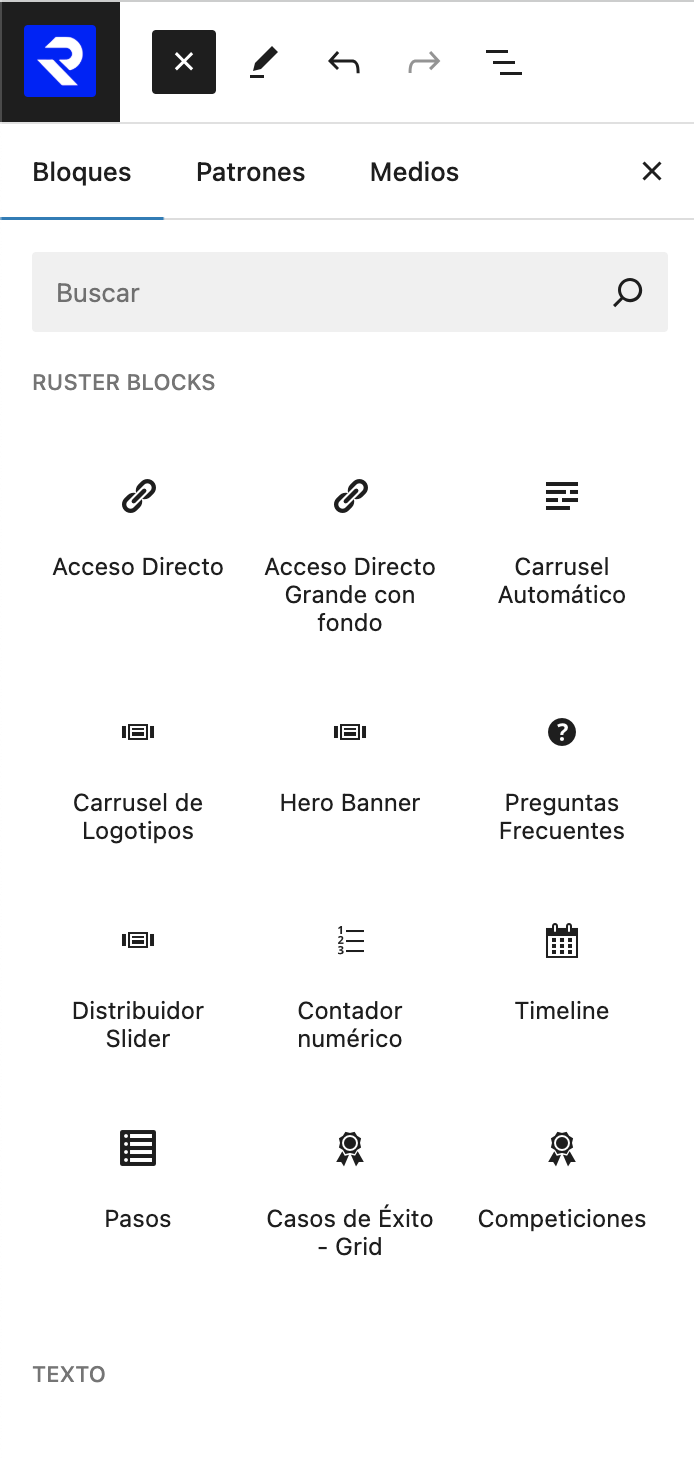 Bloques Patrones Medios
Buscar
RUSTER BLOCKS
Acceso Directo
Acceso Directo
Grande con
fondo
Carrusel
Automático
Carrusel de
Logotipos
Hero Banner
Preguntas
Frecuentes
Distribuidor
Slider
Contador
numérico
Timeline
Pasos
Casos de Éxito
- Grid
Competiciones
TEXTO